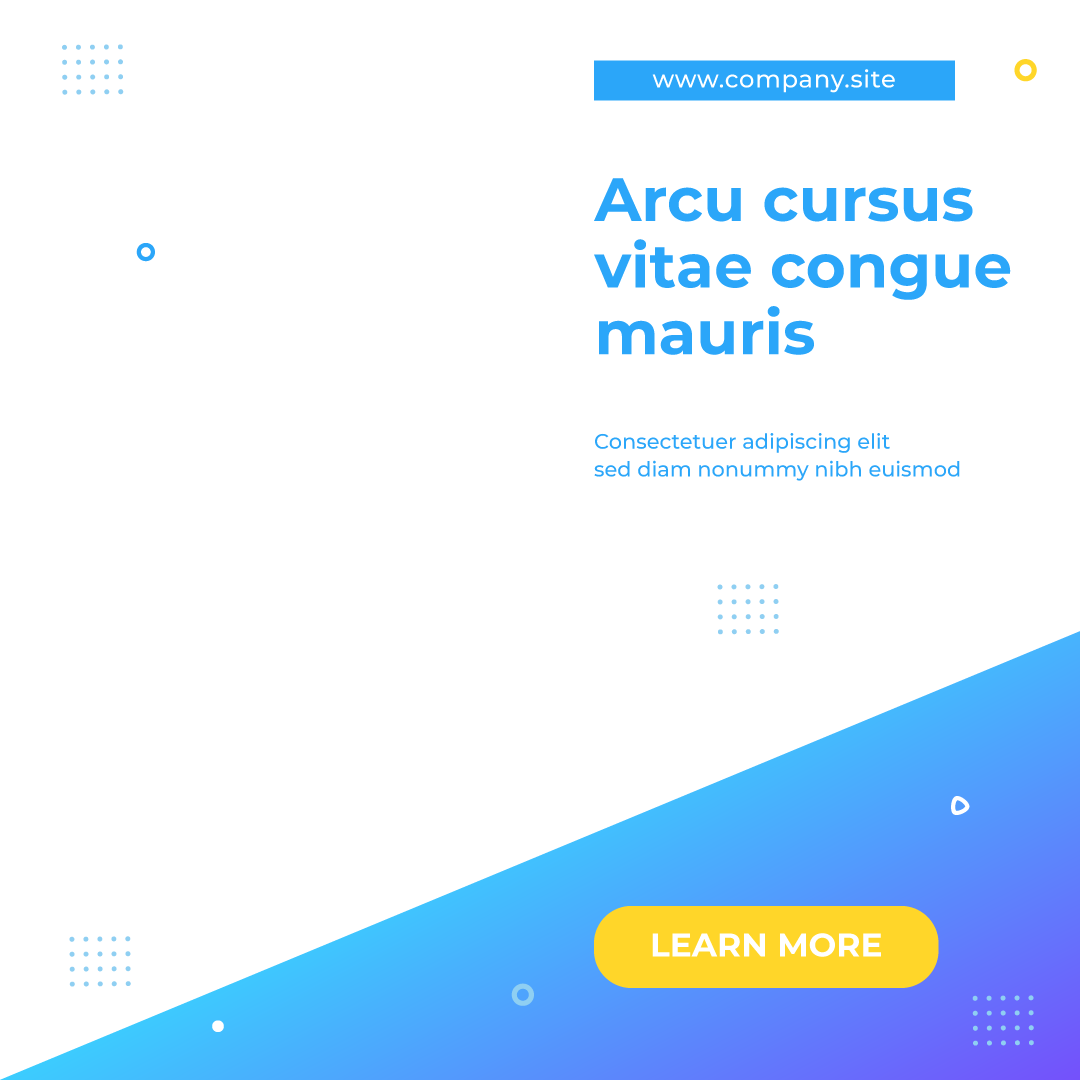 www.company.site
Arcu cursus
vitae congue
mauris
Consectetuer adipiscing elit
sed diam nonummy nibh euismod
LEARN MORE